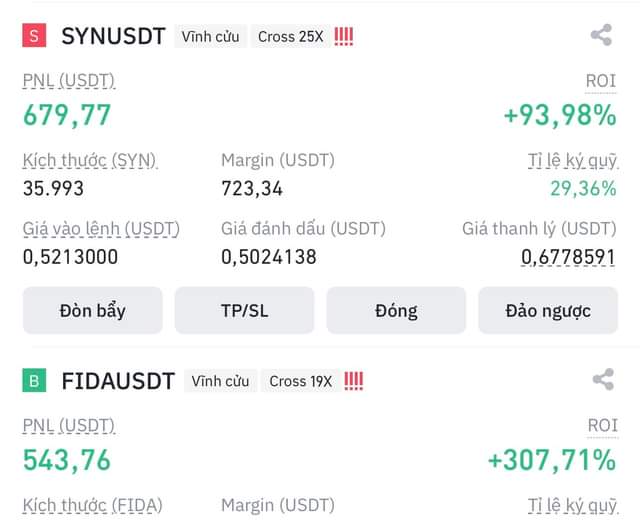 S SYNUSDT Vĩnh cửu Cross 25X !!!!
PNL (USDT) ROI
679,77 +93,98%
Kích thước (SYN) Margin (USDT) Tỉ lệ ký quỹ
35.993 723,34 29,36%
Giá vào lệnh (USDT) Giá đánh dấu (USDT) Giá thanh lý (USDT)
0,5213000 0,5024138 0,6778591
Đòn bẩy TP/SL Đóng Đảo ngược
B FIDAUSDT Vĩnh cửu Cross 19X !!!!
PNL (USDT) ROI
543,76 +307,71%
Kích thước (FIDA) Margin (USDT) Tỉ lệ ký quỹ